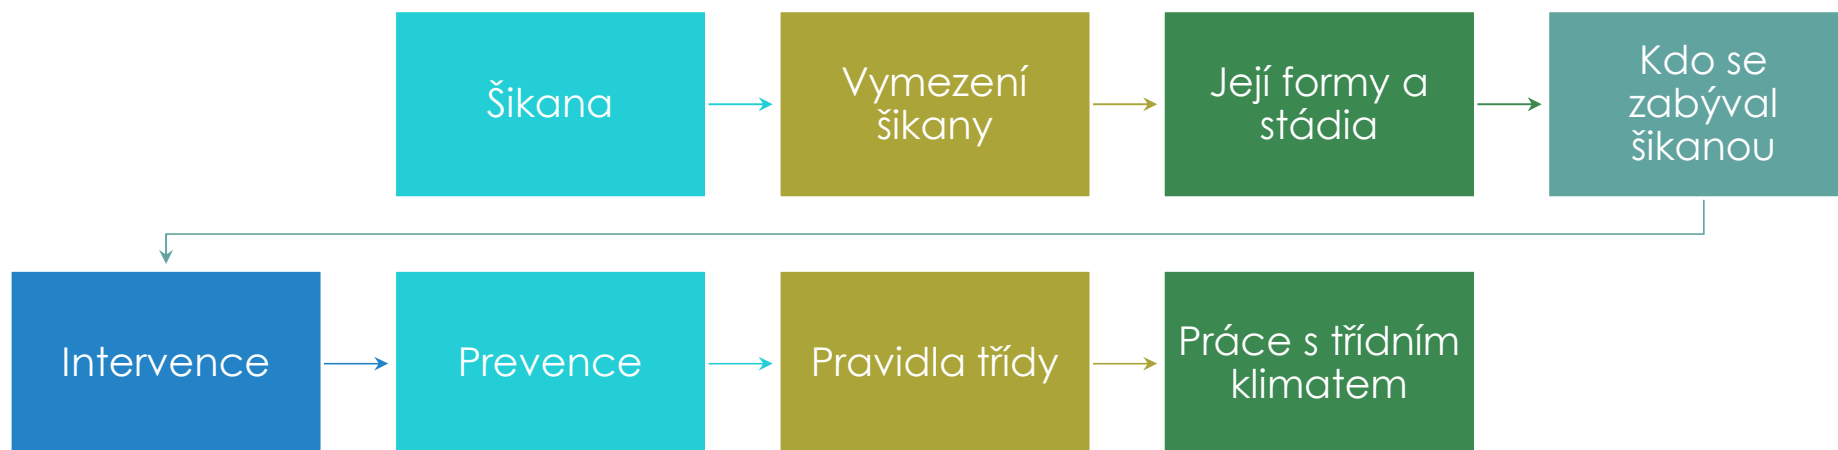 Šikana
Vymezení
šikany
Její formy a
stádia
Kdo se
zabýval
šikanou
Intervence
Prevence
Pravidla třídy
Práce s třídním
klimatem